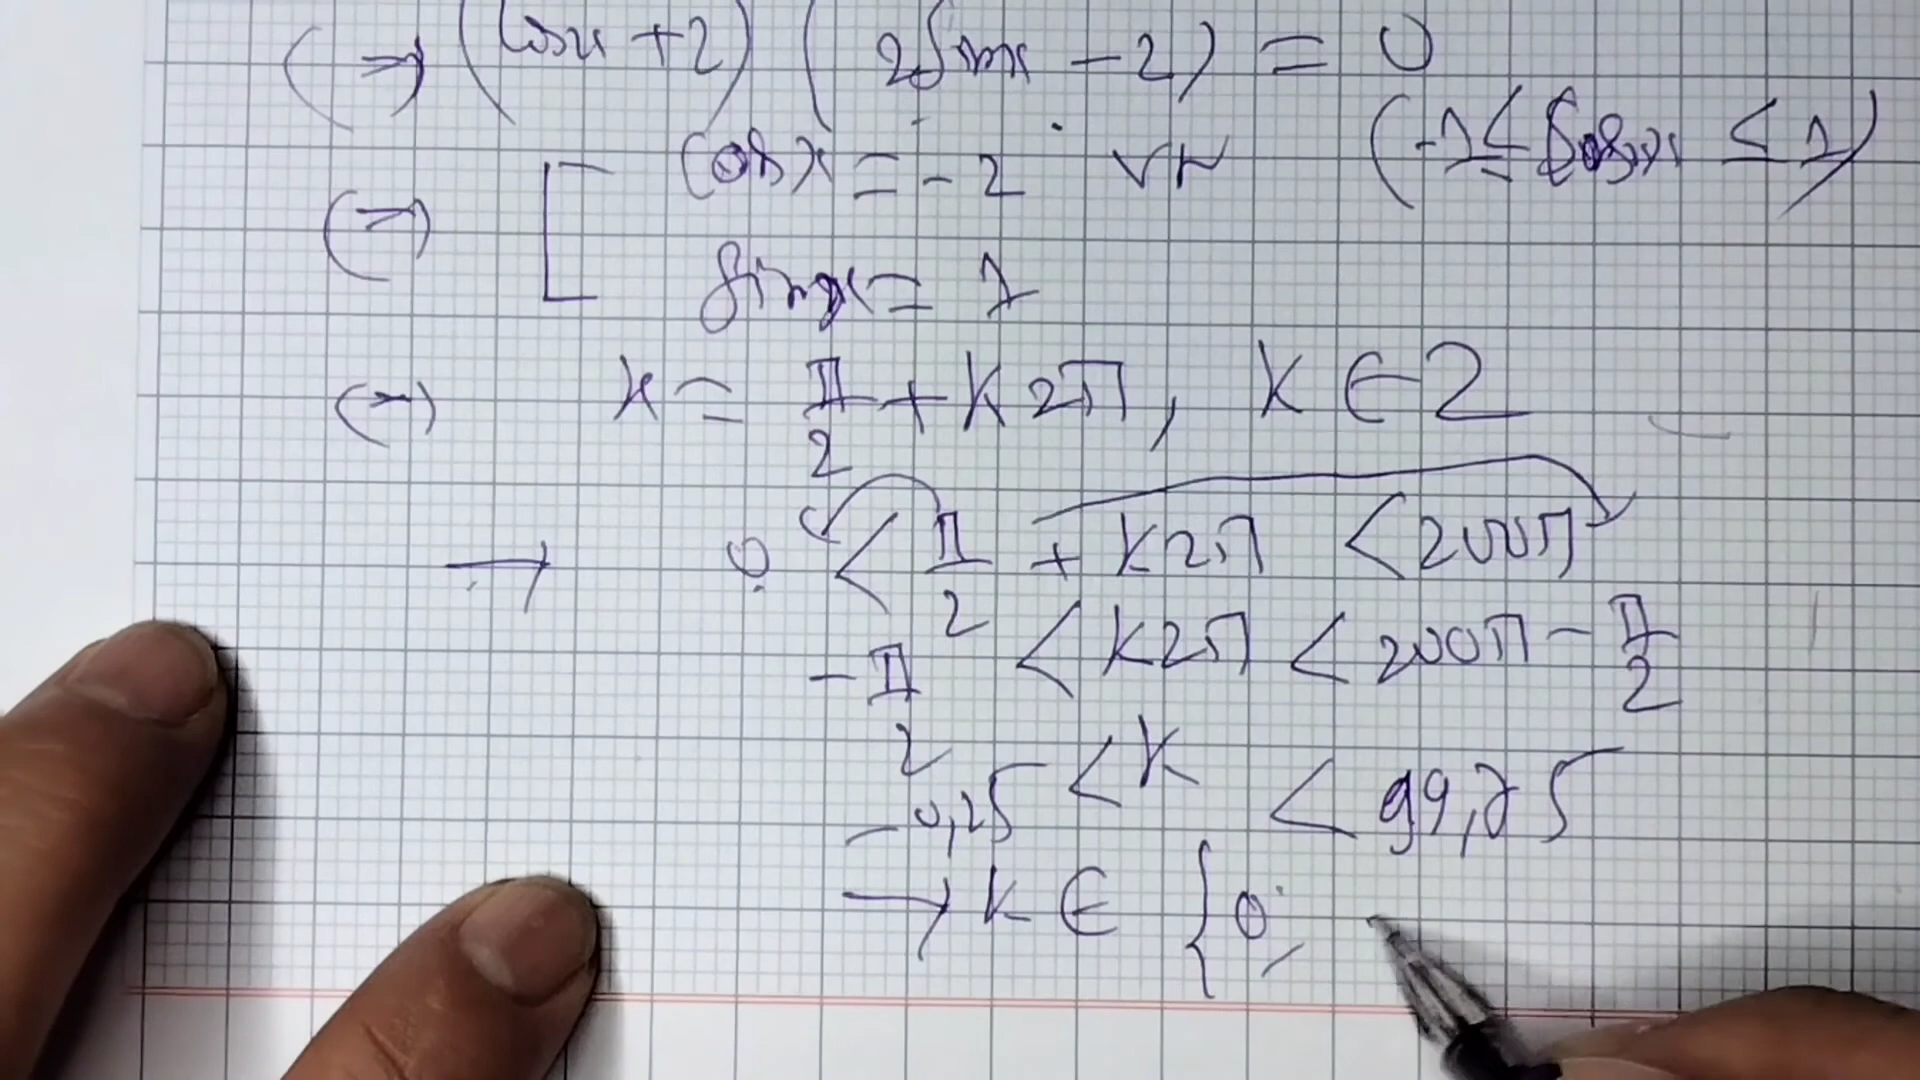 (=) (cosx + 2) (2sinx - 2) = 0
(=) [ cosx = -2 vn (-1 ≤ cosx ≤ 1)
sinx = 1
(=) x = π/2 + k2π, k ∈ Z
→ 0 < π/2 + k2π < 200π
-π/2 < k2π < 200π - π/2
-0,25 < k < 99,75
→ k ∈ {0;